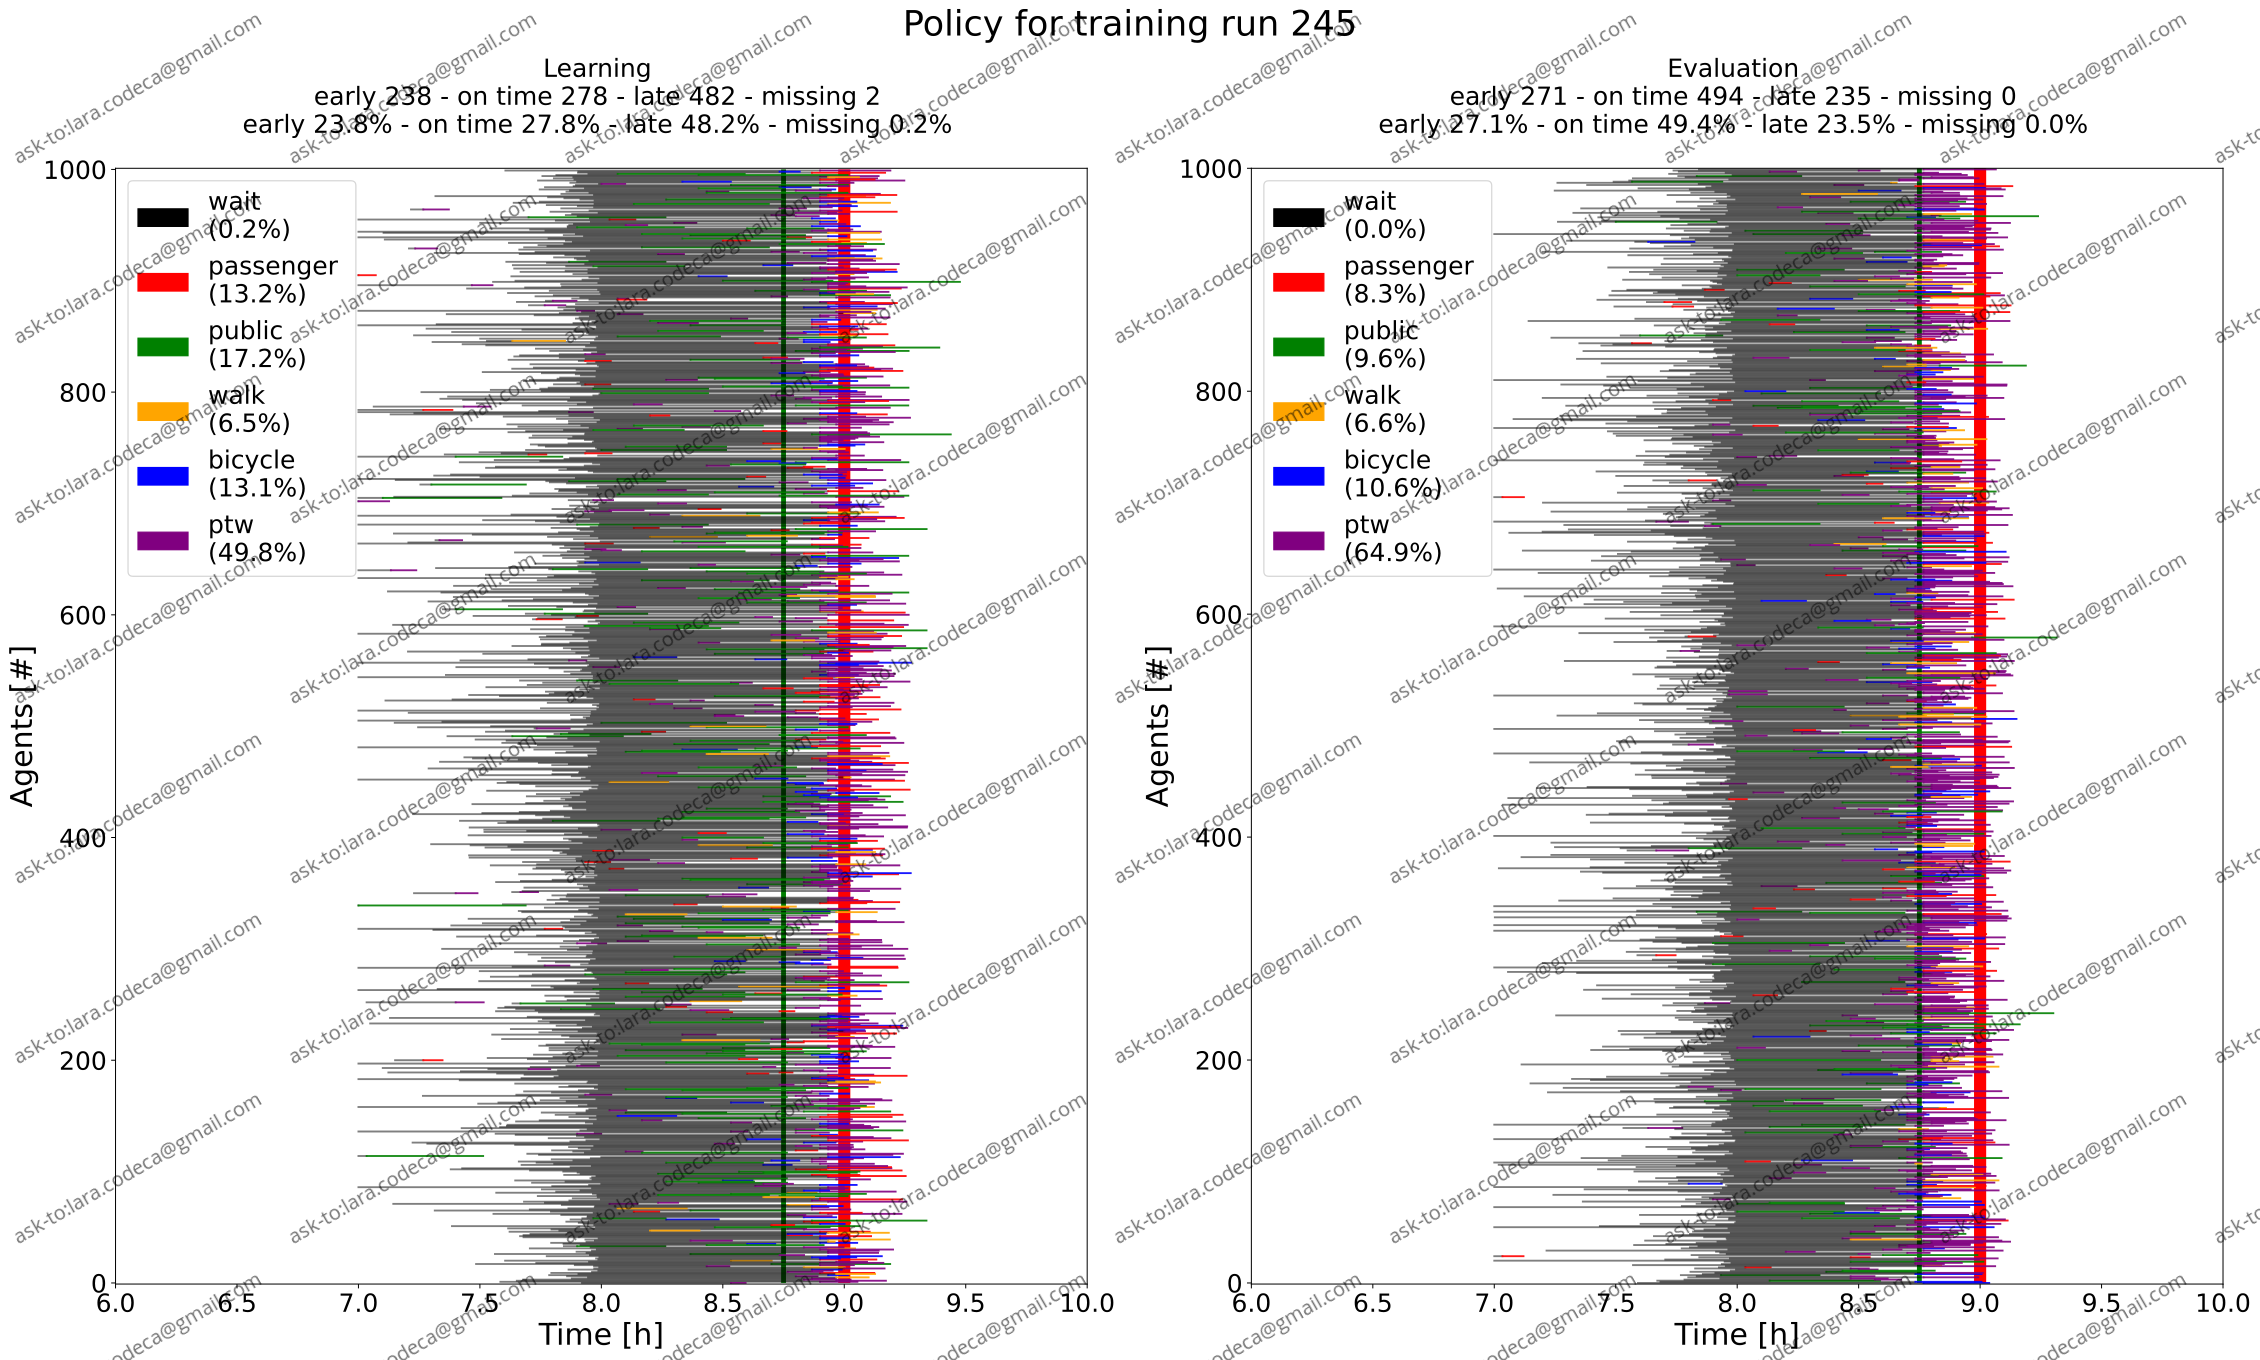 Policy for training run 245
Learning
early 238 - on time 278 - late 482 - missing 2
early 23.8% - on time 27.8% - late 48.2% - missing 0.2%
1000
800
600
400
200
0
Agents [#]
wait
(0.2%)
passenger
(13.2%)
public
(17.2%)
walk
(6.5%)
bicycle
(13.1%)
ptw
(49.8%)
6.0 6.5 7.0 7.5 8.0 8.5 9.0 9.5 10.0
Time [h]
Evaluation
early 271 - on time 494 - late 235 - missing 0
early 27.1% - on time 49.4% - late 23.5% - missing 0.0%
1000
800
600
400
200
0
Agents [#]
wait
(0.0%)
passenger
(8.3%)
public
(9.6%)
walk
(6.6%)
bicycle
(10.6%)
ptw
(64.9%)
6.0 6.5 7.0 7.5 8.0 8.5 9.0 9.5 10.0
Time [h]
ask-to:lara.codeca@gmail.com